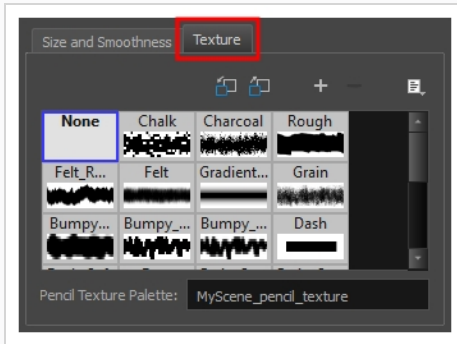 Size and Smoothness Texture
None Chalk Charcoal Rough
Felt_R... Felt Gradient... Grain
Bumpy... Bumpy_... Bumpy_... Dash
Pencil Texture Palette: MyScene_pencil_texture